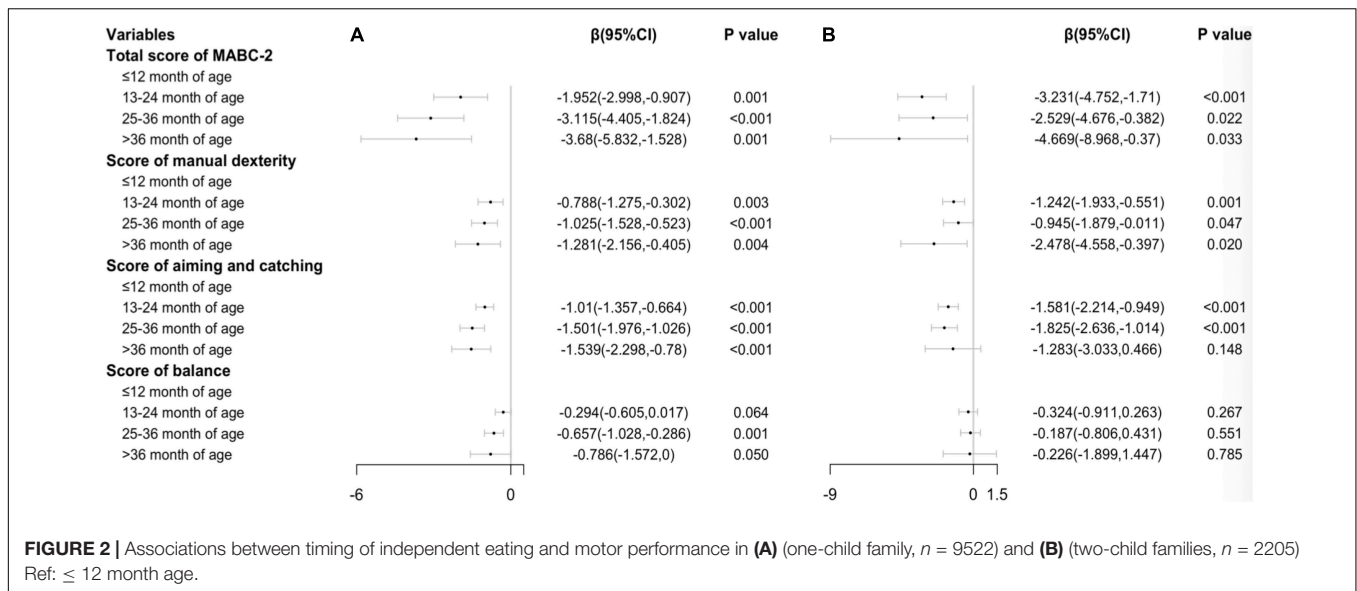 Variables A β(95%CI) P value B β(95%CI) P value
Total score of MABC-2
≤12 month of age
13-24 month of age -1.952(-2.998,-0.907) 0.001 -3.231(-4.752,-1.71) <0.001
25-36 month of age -3.115(-4.405,-1.824) <0.001 -2.529(-4.676,-0.382) 0.022
>36 month of age -3.68(-5.832,-1.528) 0.001 -4.669(-8.968,-0.37) 0.033
Score of manual dexterity
≤12 month of age
13-24 month of age -0.788(-1.275,-0.302) 0.003 -1.242(-1.933,-0.551) 0.001
25-36 month of age -1.025(-1.528,-0.523) <0.001 -0.945(-1.879,-0.011) 0.047
>36 month of age -1.281(-2.156,-0.405) 0.004 -2.478(-4.558,-0.397) 0.020
Score of aiming and catching
≤12 month of age
13-24 month of age -1.01(-1.357,-0.664) <0.001 -1.581(-2.214,-0.949) <0.001
25-36 month of age -1.501(-1.976,-1.026) <0.001 -1.825(-2.636,-1.014) <0.001
>36 month of age -1.539(-2.298,-0.78) <0.001 -1.283(-3.033,0.466) 0.148
Score of balance
≤12 month of age
13-24 month of age -0.294(-0.605,0.017) 0.064 -0.324(-0.911,0.263) 0.267
25-36 month of age -0.657(-1.028,-0.286) 0.001 -0.187(-0.806,0.431) 0.551
>36 month of age -0.786(-1.572,0) 0.050 -0.226(-1.899,1.447) 0.785
-6 0 -9 0 1.5
FIGURE 2 | Associations between timing of independent eating and motor performance in (A) (one-child family, n = 9522) and (B) (two-child families, n = 2205)
Ref: ≤ 12 month age.